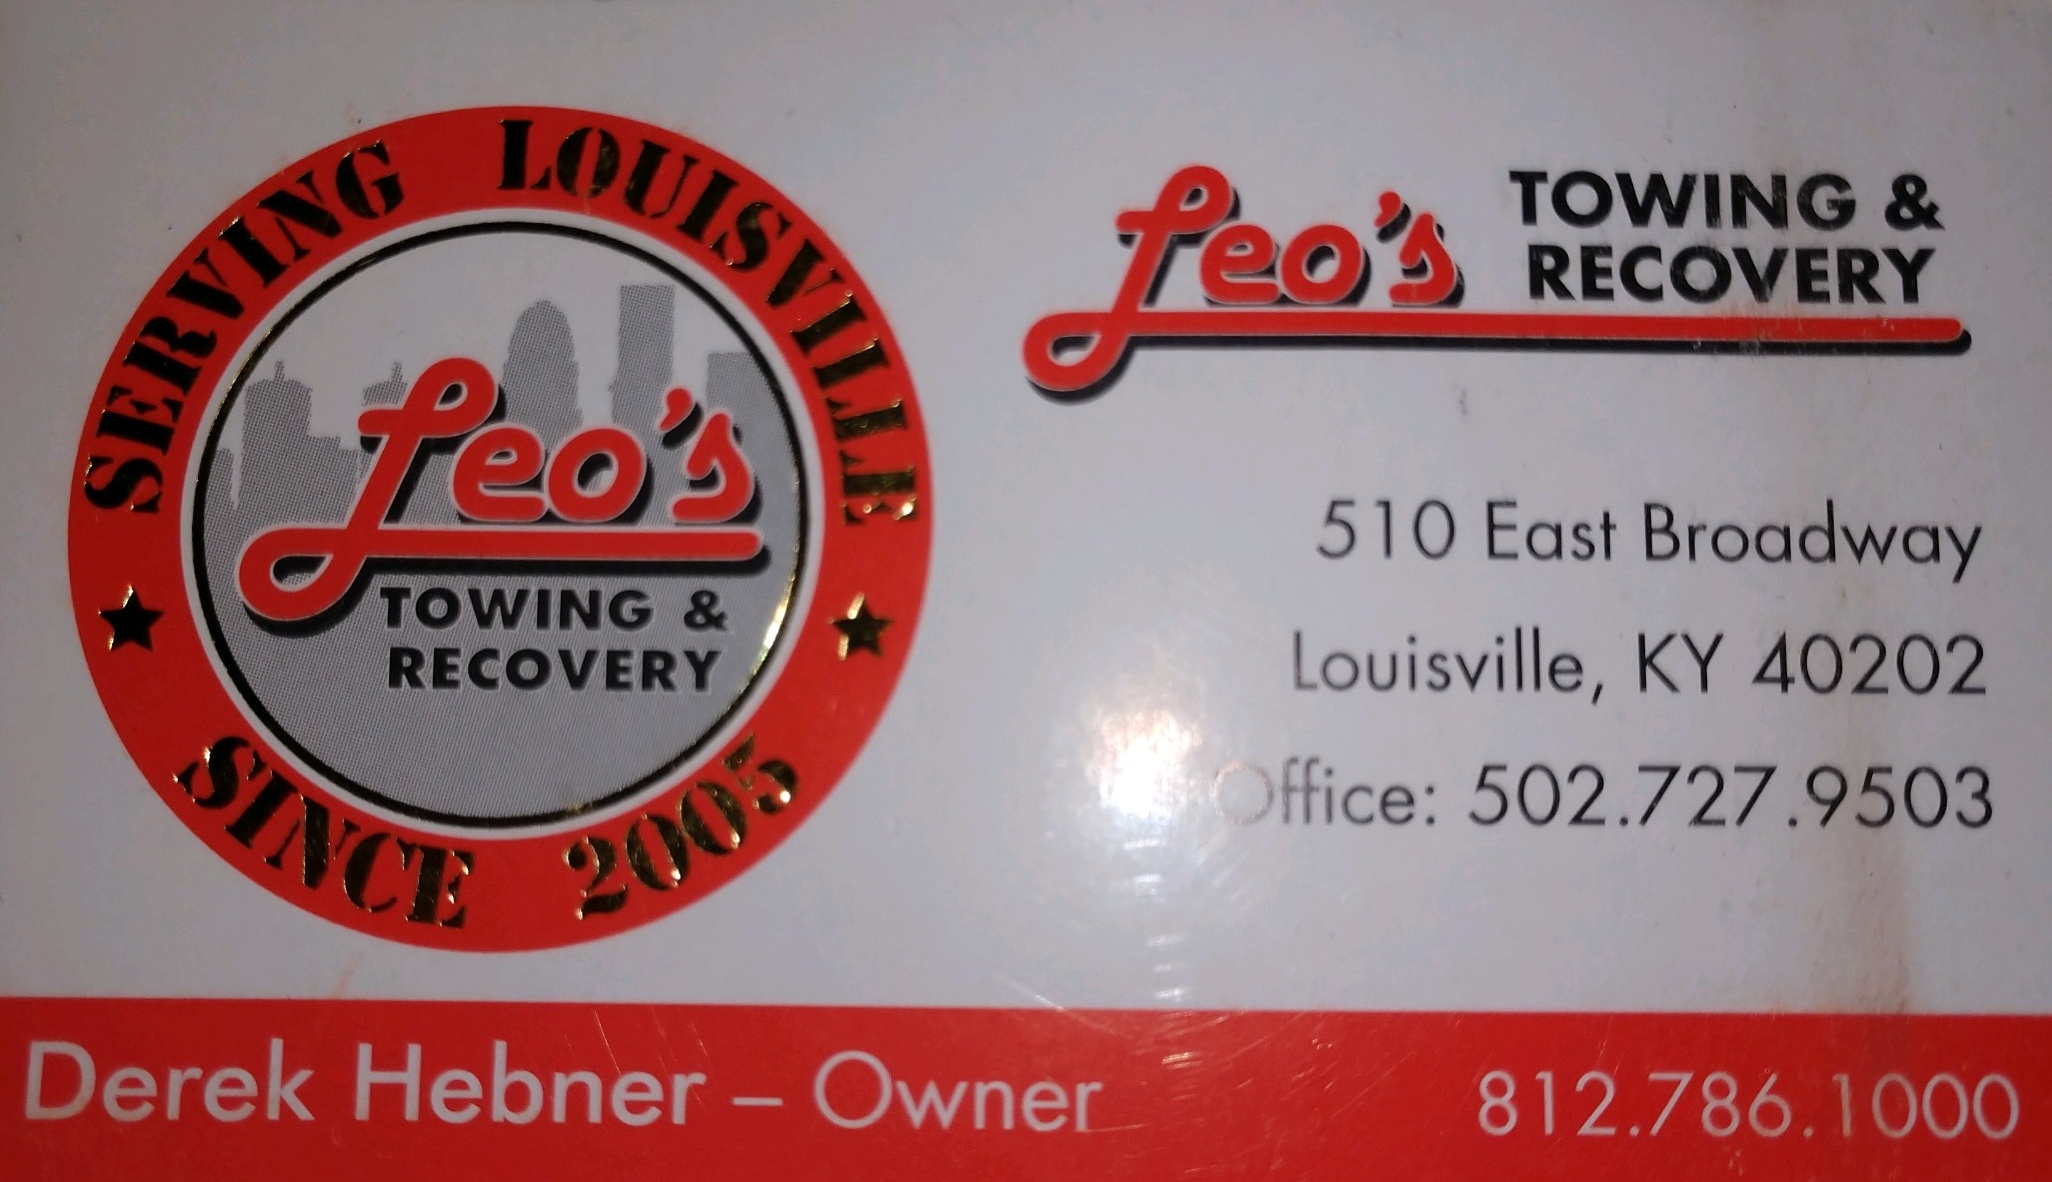 SERVING LOUISVILLE
Leo's
TOWING &
RECOVERY
SINCE 2005
Leo's TOWING &
RECOVERY
510 East Broadway
Louisville, KY 40202
Office: 502.727.9503
Derek Hebner – Owner 812.786.1000